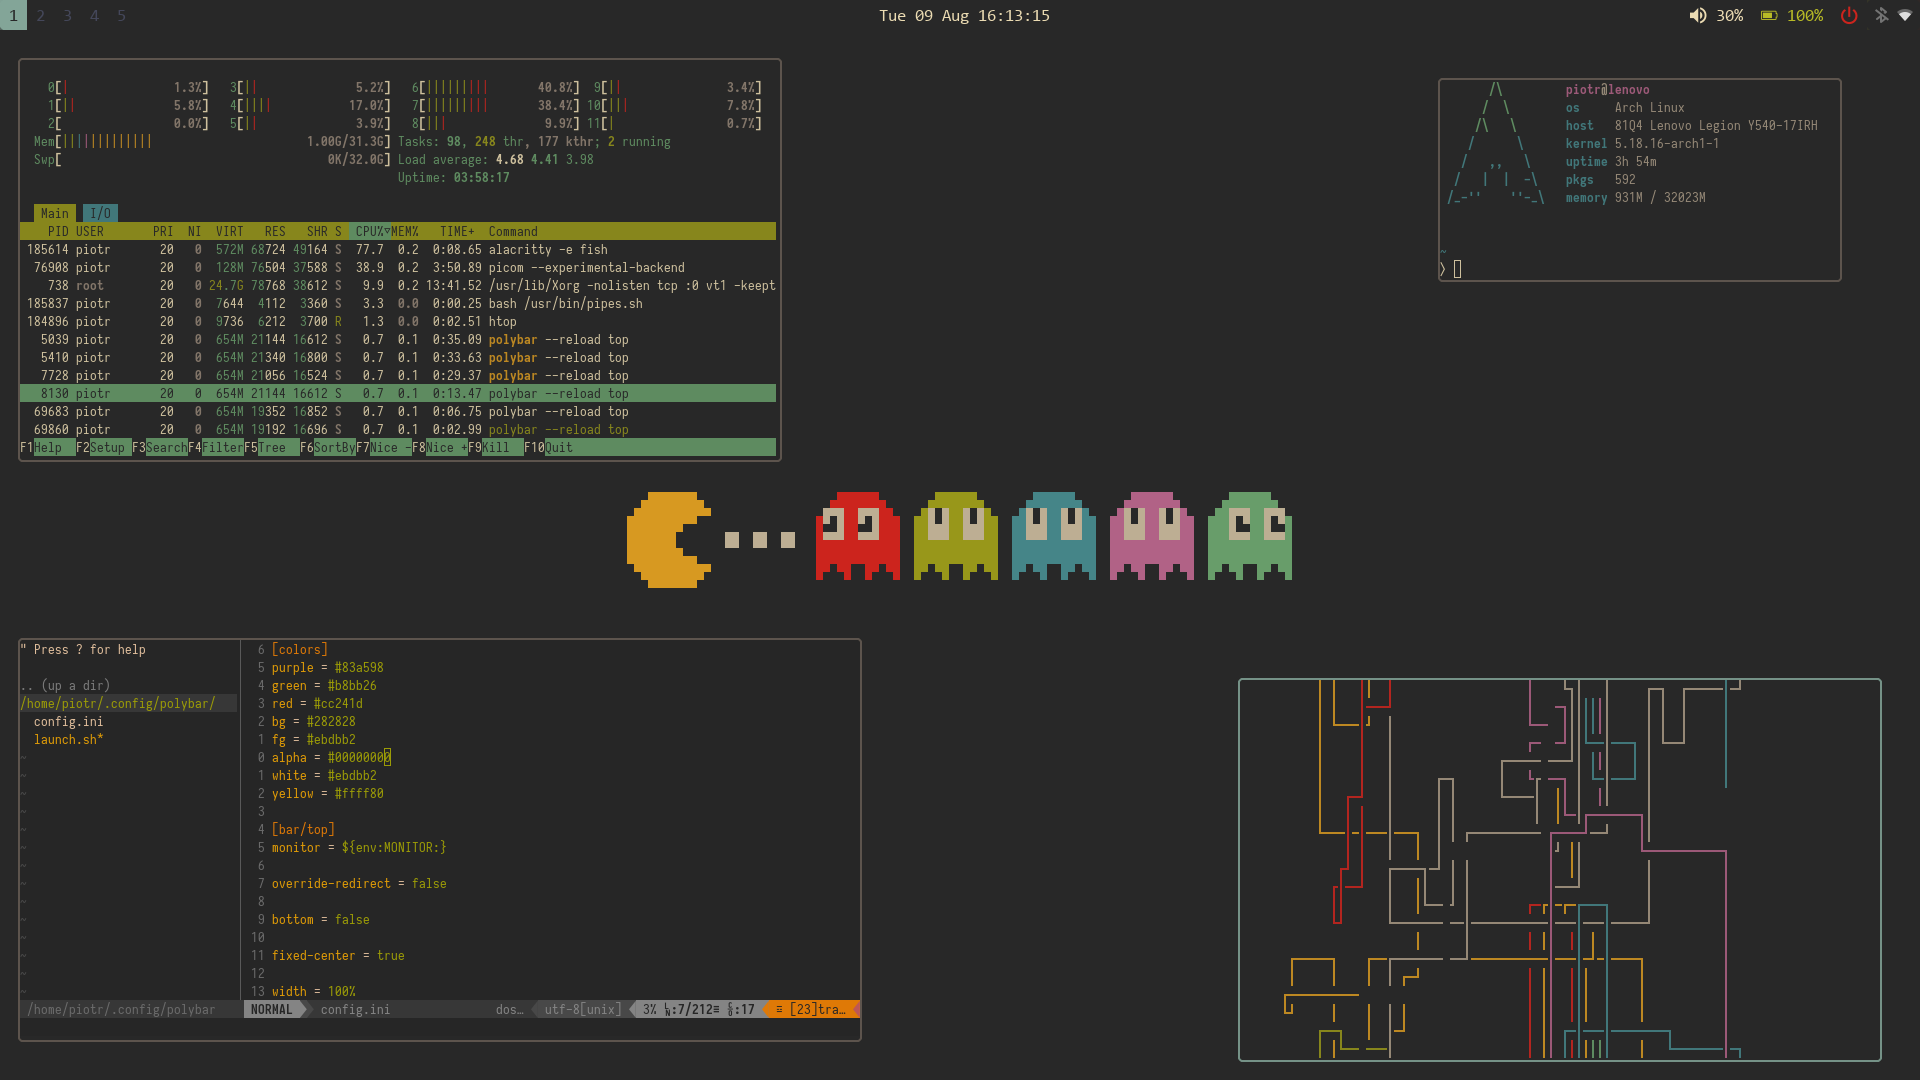 1 2 3 4 5
Tue 09 Aug 16:13:15
30% 100%
0[| 1.3%] 3[|| 5.2%] 6[||||||||| 40.8%] 9[|| 3.4%]
1[|| 5.8%] 4[|||| 17.0%] 7[||||||||| 38.4%] 10[||| 7.8%]
2[ 0.0%] 5[|| 3.9%] 8[||| 9.9%] 11[| 0.7%]
Mem[||||||||||||| 1.00G/31.3G] Tasks: 98, 248 thr, 177 kthr; 2 running
Swp[ 0K/32.0G] Load average: 4.68 4.41 3.98
Uptime: 03:58:17
Main I/O
PID USER PRI NI VIRT RES SHR S CPU%▽MEM% TIME+ Command
185614 piotr 20 0 572M 68724 49164 S 77.7 0.2 0:08.65 alacritty -e fish
76908 piotr 20 0 128M 76504 37588 S 38.9 0.2 3:50.89 picom --experimental-backend
738 root 20 0 24.7G 78768 38612 S 9.9 0.2 13:41.52 /usr/lib/Xorg -nolisten tcp :0 vt1 -keept
185837 piotr 20 0 7644 4112 3360 S 3.3 0.0 0:00.25 bash /usr/bin/pipes.sh
184896 piotr 20 0 9736 6212 3700 R 1.3 0.0 0:02.51 htop
5039 piotr 20 0 654M 21144 16612 S 0.7 0.1 0:35.09 polybar --reload top
5410 piotr 20 0 654M 21340 16800 S 0.7 0.1 0:33.63 polybar --reload top
7728 piotr 20 0 654M 21056 16524 S 0.7 0.1 0:29.37 polybar --reload top
8130 piotr 20 0 654M 21144 16612 S 0.7 0.1 0:13.47 polybar --reload top
69683 piotr 20 0 654M 19352 16852 S 0.7 0.1 0:06.75 polybar --reload top
69860 piotr 20 0 654M 19192 16696 S 0.7 0.1 0:02.99 polybar --reload top
F1Help F2Setup F3SearchF4FilterF5Tree F6SortByF7Nice -F8Nice +F9Kill F10Quit
piotr@lenovo
os Arch Linux
host 81Q4 Lenovo Legion Y540-17IRH
kernel 5.18.16-arch1-1
uptime 3h 54m
pkgs 592
memory 931M / 32023M
~
❯
" Press ? for help
.. (up a dir)
/home/piotr/.config/polybar/
config.ini
launch.sh*
/home/piotr/.config/polybar
6 [colors]
5 purple = #83a598
4 green = #b8bb26
3 red = #cc241d
2 bg = #282828
1 fg = #ebdbb2
0 alpha = #00000000
1 white = #ebdbb2
2 yellow = #ffff80
3
4 [bar/top]
5 monitor = ${env:MONITOR:}
6
7 override-redirect = false
8
9 bottom = false
10
11 fixed-center = true
12
13 width = 100%
NORMAL config.ini dos… utf-8[unix] 3% :7/212≡ :17 ≡ [23]tra…